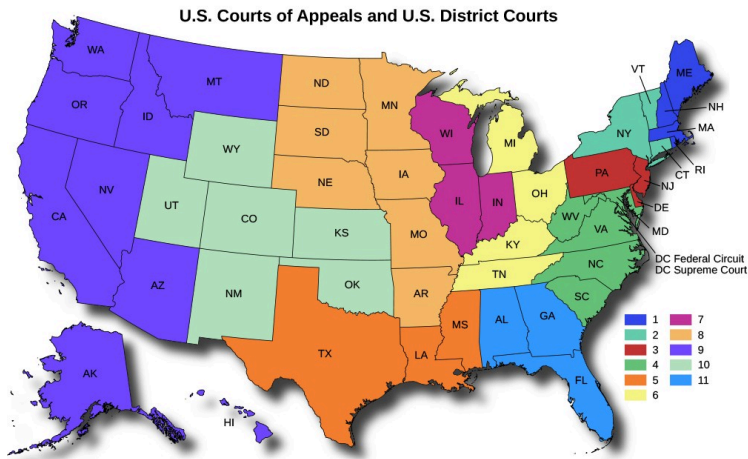 U.S. Courts of Appeals and U.S. District Courts
WA
MT
ND
MN
VT
ME
OR
ID
SD
WI
MI
NY
NH
MA
WY
IA
PA
RI
CT
NV
NE
IL
IN
OH
NJ
CA
UT
CO
KS
MO
KY
WV
VA
DE
MD
DC Federal Circuit
DC Supreme Court
AZ
NM
OK
AR
TN
NC
SC
TX
LA
MS
AL
GA
FL
AK
HI
1
2
3
4
5
6
7
8
9
10
11